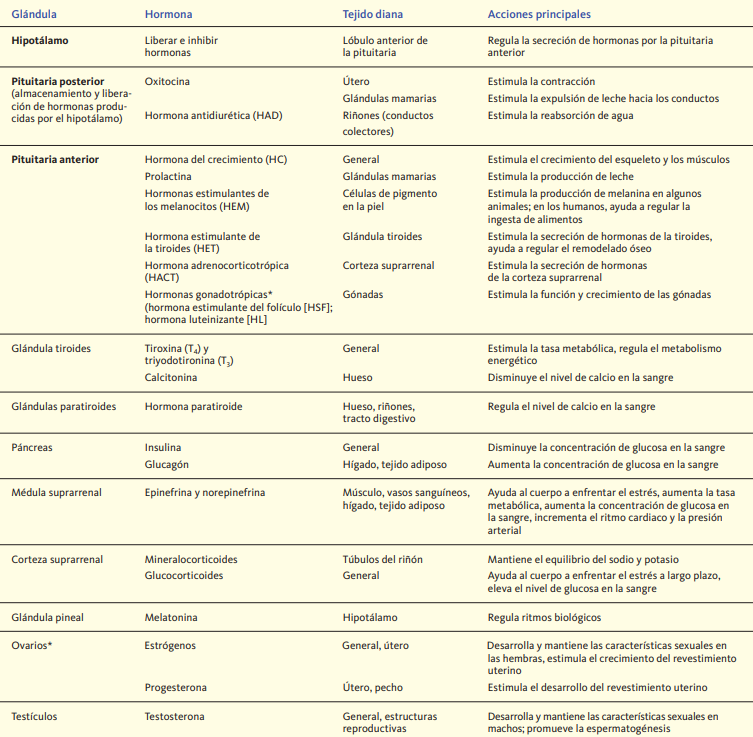 Glándula Hormona Tejido diana Acciones principales
Hipotálamo Liberar e inhibir Lóbulo anterior de Regula la secreción de hormonas por la pituitaria
hormonas la pituitaria anterior
Pituitaria posterior Oxitocina Útero Estimula la contracción
(almacenamiento y libera-
Glándulas mamarias Estimula la expulsión de leche hacia los conductos
ción de hormonas produ-
cidas por el hipotálamo) Hormona antidiurética (HAD) Riñones (conductos Estimula la reabsorción de agua
colectores)
Pituitaria anterior Hormona del crecimiento (HC) General Estimula el crecimiento del esqueleto y los músculos
Prolactina Glándulas mamarias Estimula la producción de leche
Hormonas estimulantes de Células de pigmento Estimula la producción de melanina en algunos
los melanocitos (HEM) en la piel animales; en los humanos, ayuda a regular la
ingesta de alimentos
Hormona estimulante de Glándula tiroides Estimula la secreción de hormonas de la tiroides,
la tiroides (HET) ayuda a regular el remodelado óseo
Hormona adrenocorticotrópica Corteza suprarrenal Estimula la secreción de hormonas
(HACT) de la corteza suprarrenal
Hormonas gonadotrópicas* Gónadas Estimula la función y crecimiento de las gónadas
(hormona estimulante del folículo [HSF];
hormona luteinizante [HL]
Glándula tiroides Tiroxina (T4) y General Estimula la tasa metabólica, regula el metabolismo
triyodotironina (T3) energético
Calcitonina Hueso Disminuye el nivel de calcio en la sangre
Glándulas paratiroides Hormona paratiroide Hueso, riñones, Regula el nivel de calcio en la sangre
tracto digestivo
Páncreas Insulina General Disminuye la concentración de glucosa en la sangre
Glucagón Hígado, tejido adiposo Aumenta la concentración de glucosa en la sangre
Médula suprarrenal Epinefrina y norepinefrina Músculo, vasos sanguíneos, Ayuda al cuerpo a enfrentar el estrés, aumenta la tasa
hígado, tejido adiposo metabólica, aumenta la concentración de glucosa en
la sangre, incrementa el ritmo cardiaco y la presión
arterial
Corteza suprarrenal Mineralocorticoides Túbulos del riñón Mantiene el equilibrio del sodio y potasio
Glucocorticoides General Ayuda al cuerpo a enfrentar el estrés a largo plazo,
eleva el nivel de glucosa en la sangre
Glándula pineal Melatonina Hipotálamo Regula ritmos biológicos
Ovarios* Estrógenos General, útero Desarrolla y mantiene las características sexuales en
las hembras, estimula el crecimiento del revestimiento
uterino
Progesterona Útero, pecho Estimula el desarrollo del revestimiento uterino
Testículos Testosterona General, estructuras Desarrolla y mantiene las características sexuales en
reproductivas machos; promueve la espermatogénesis